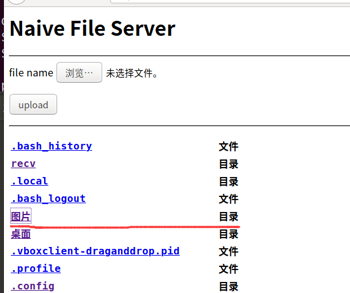 Naive File Server
file name 浏览… 未选择文件。
upload
.bash_history 文件
recv 目录
.local 目录
.bash_logout 文件
图片 目录
桌面 目录
.vboxclient-draganddrop.pid 文件
.profile 文件
.config 目录